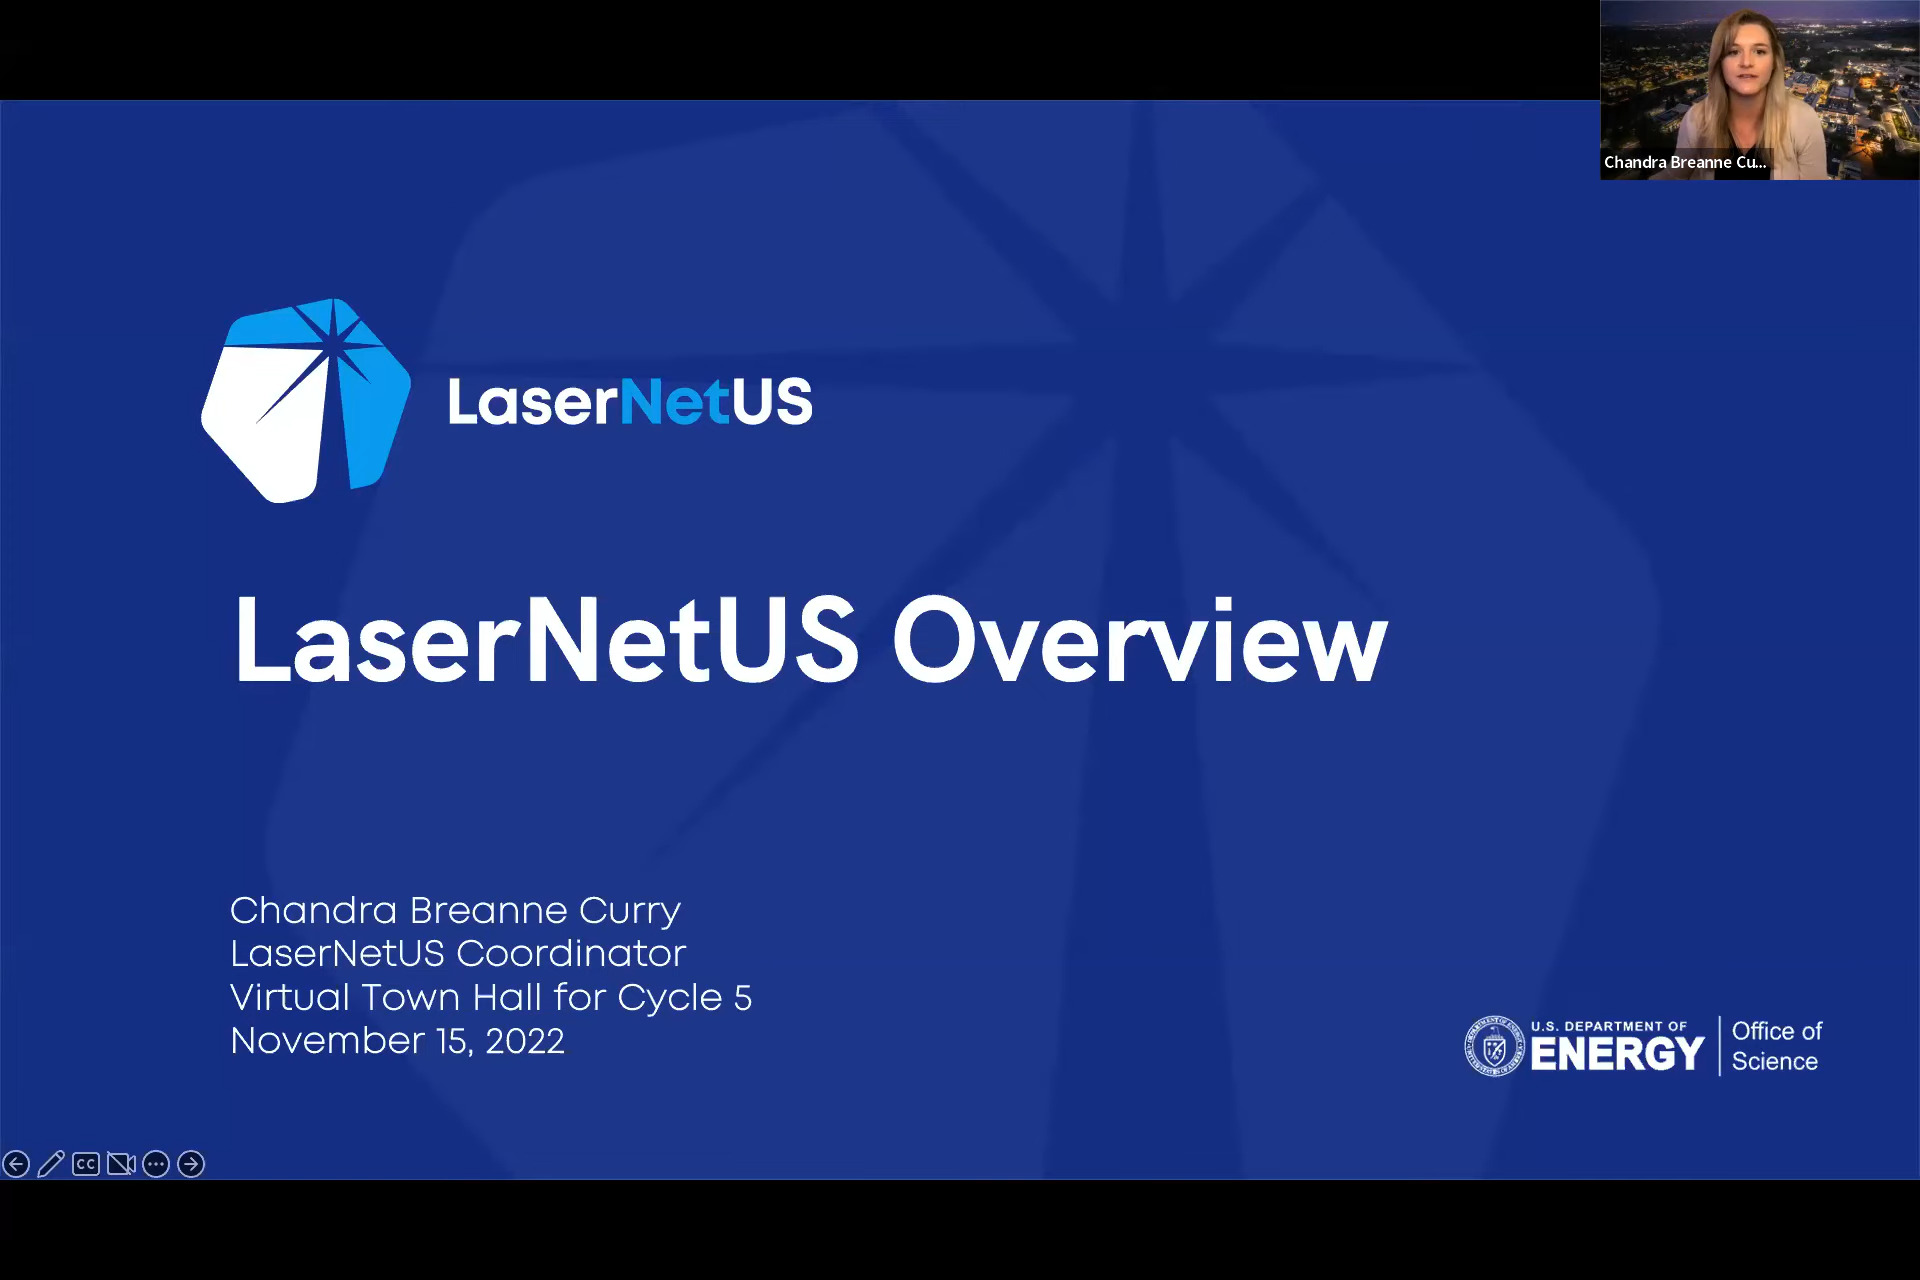 Chandra Breanne Cu...
LaserNetUS
LaserNetUS Overview
Chandra Breanne Curry
LaserNetUS Coordinator
Virtual Town Hall for Cycle 5
November 15, 2022
U.S. DEPARTMENT OF
ENERGY
Office of
Science
CC